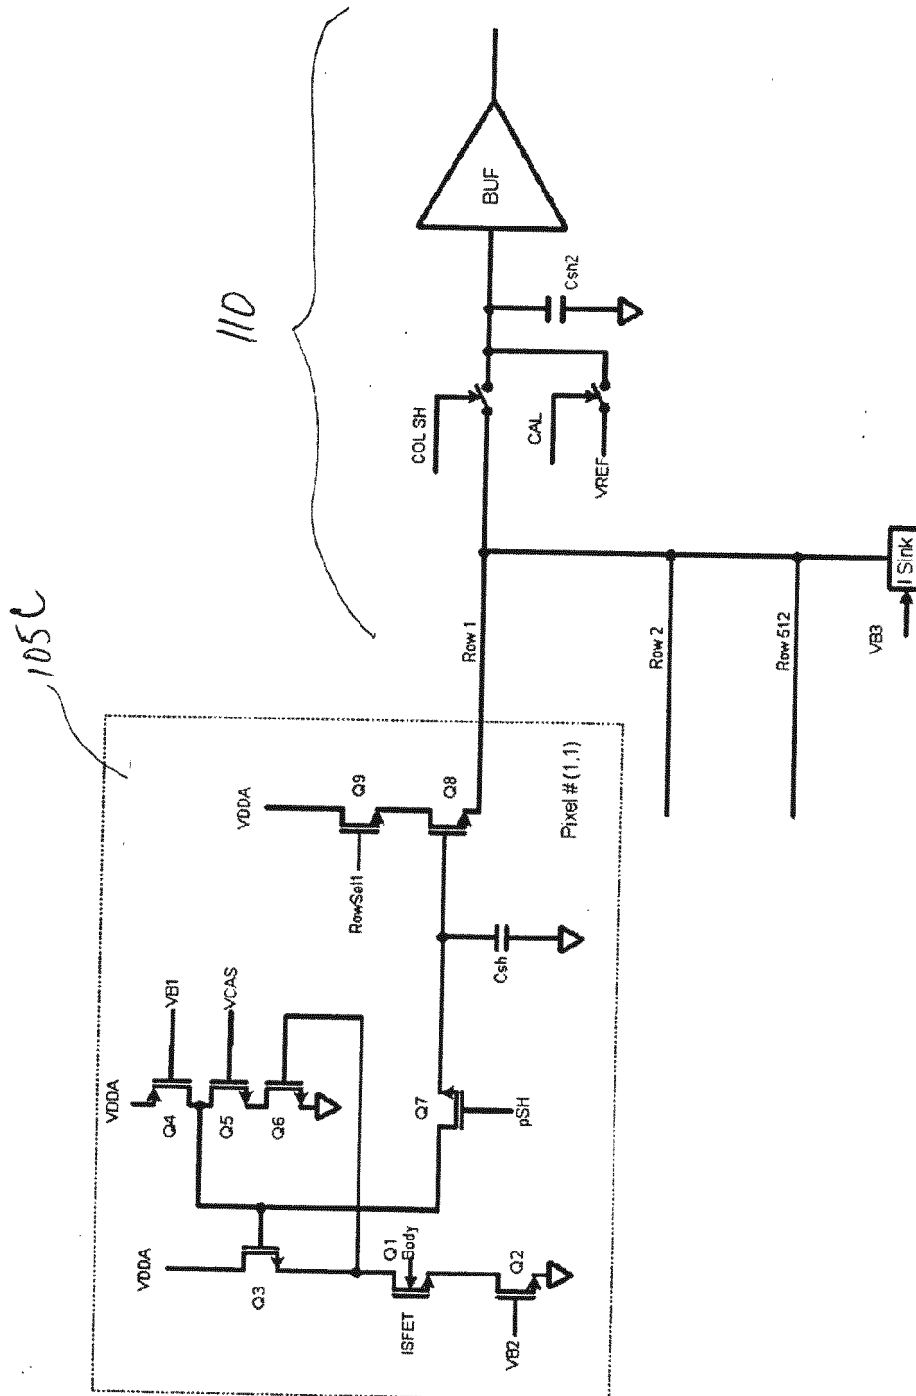 110
BUF
Csh2
COL SH
CAL
VREF
105C
Row 1
Row 2
Row 512
VB3
I Sink
VDDA
Q9
RowSel1
Q8
Pixel # (1,1)
Csh
VDDA
VB1
Q4
VCAS
Q5
Q6
Q7
pSH
VDDA
Q3
Q1
Body
ISFET
Q2
VB2